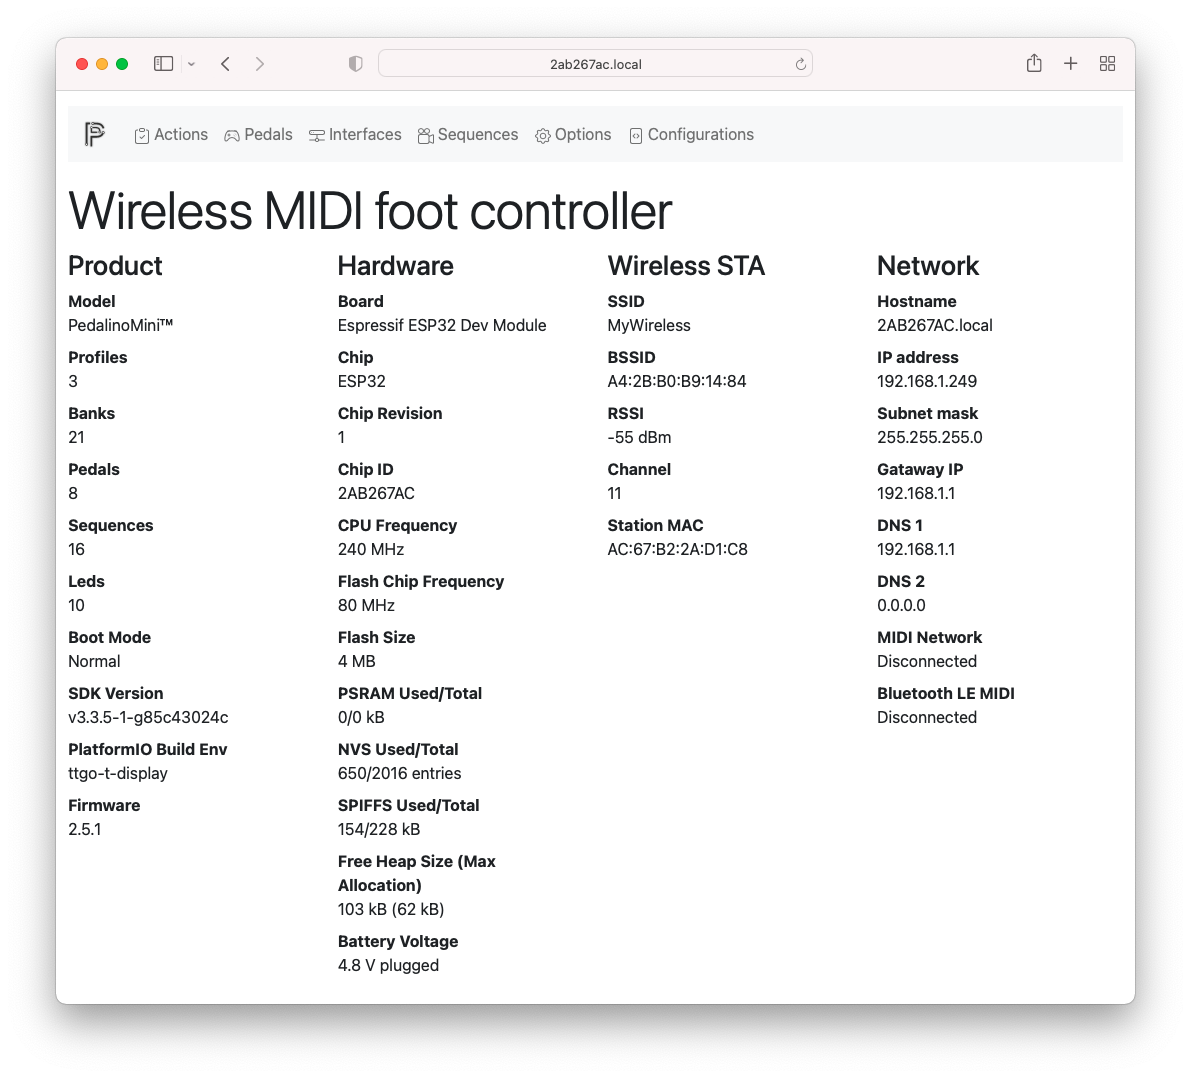 2ab267ac.local
Actions Pedals Interfaces Sequences Options Configurations
Wireless MIDI foot controller
Product
Model
PedalinoMini™
Profiles
3
Banks
21
Pedals
8
Sequences
16
Leds
10
Boot Mode
Normal
SDK Version
v3.3.5-1-g85c43024c
PlatformIO Build Env
ttgo-t-display
Firmware
2.5.1
Hardware
Board
Espressif ESP32 Dev Module
Chip
ESP32
Chip Revision
1
Chip ID
2AB267AC
CPU Frequency
240 MHz
Flash Chip Frequency
80 MHz
Flash Size
4 MB
PSRAM Used/Total
0/0 kB
NVS Used/Total
650/2016 entries
SPIFFS Used/Total
154/228 kB
Free Heap Size (Max
Allocation)
103 kB (62 kB)
Battery Voltage
4.8 V plugged
Wireless STA
SSID
MyWireless
BSSID
A4:2B:B0:B9:14:84
RSSI
-55 dBm
Channel
11
Station MAC
AC:67:B2:2A:D1:C8
Network
Hostname
2AB267AC.local
IP address
192.168.1.249
Subnet mask
255.255.255.0
Gataway IP
192.168.1.1
DNS 1
192.168.1.1
DNS 2
0.0.0.0
MIDI Network
Disconnected
Bluetooth LE MIDI
Disconnected